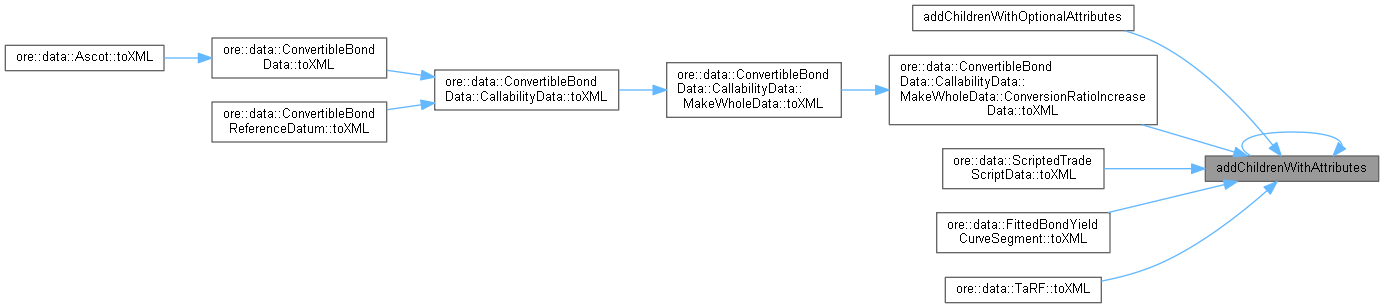 ore::data::Ascot::toXML
ore::data::ConvertibleBond
Data::toXML
ore::data::ConvertibleBond
ReferenceDatum::toXML
ore::data::ConvertibleBond
Data::CallabilityData::toXML
ore::data::ConvertibleBond
Data::CallabilityData::
MakeWholeData::toXML
addChildrenWithOptionalAttributes
ore::data::ConvertibleBond
Data::CallabilityData::
MakeWholeData::ConversionRatioIncrease
Data::toXML
ore::data::ScriptedTrade
ScriptData::toXML
ore::data::FittedBondYield
CurveSegment::toXML
ore::data::TaRF::toXML
addChildrenWithAttributes